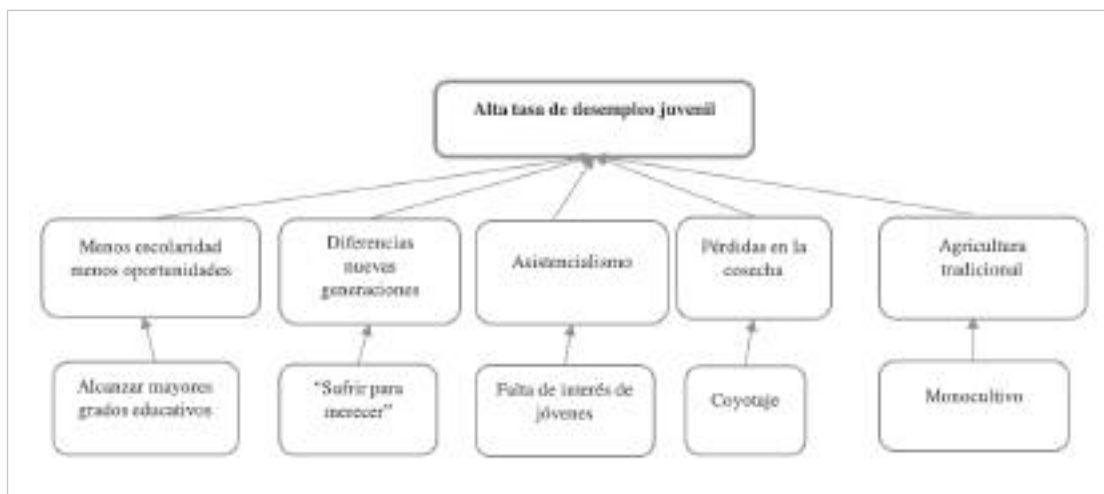 Alta tasa de desempleo juvenil
Menos escolaridad
menos oportunidades
Diferencias
nuevas
generaciones
Asistencialismo
Pérdidas en la
cosecha
Agricultura
tradicional
Alcanzar mayores
grados educativos
“Sufrir para
merecer”
Falta de interés de
jóvenes
Coyotaje
Monocultivo